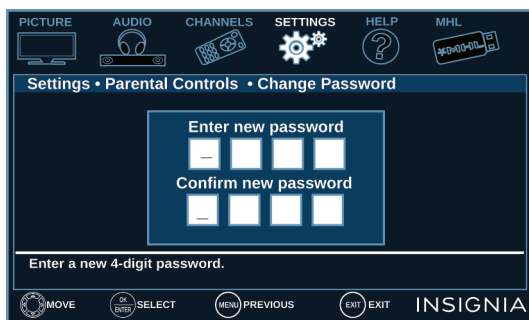 PICTURE AUDIO CHANNELS SETTINGS HELP MHL
MHL
Settings • Parental Controls • Change Password
Enter new password
_
Confirm new password
_
Enter a new 4-digit password.
MOVE OK ENTER SELECT MENU PREVIOUS EXIT EXIT INSIGNIA